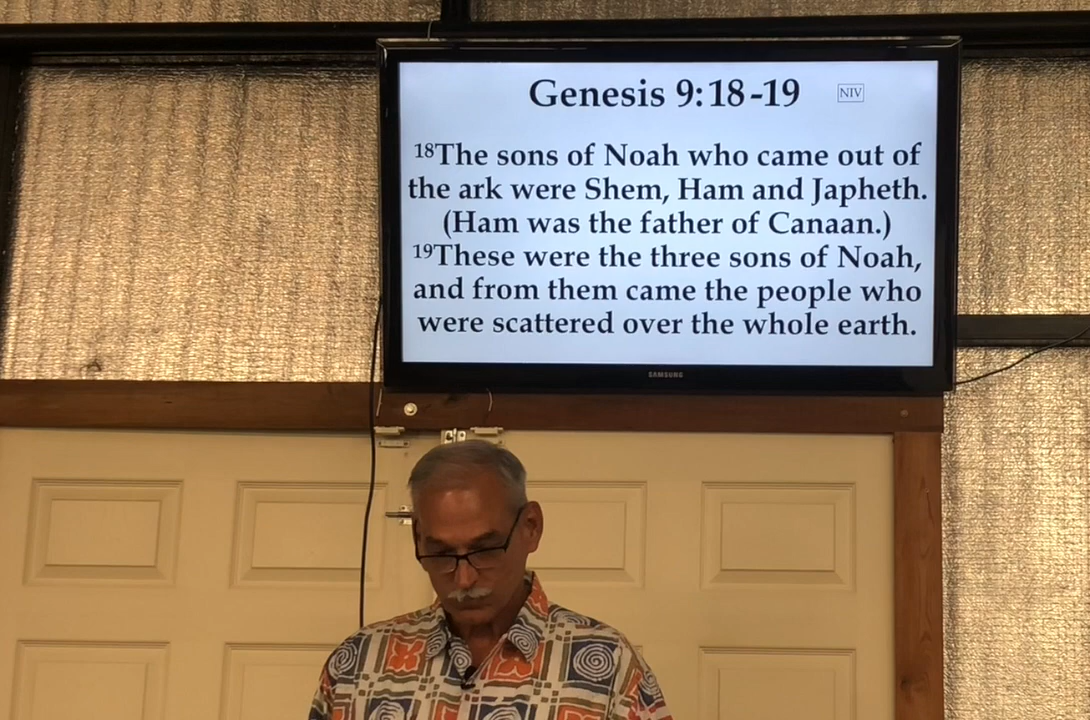 Genesis 9:18-19 NIV
18The sons of Noah who came out of
the ark were Shem, Ham and Japheth.
(Ham was the father of Canaan.)
19These were the three sons of Noah,
and from them came the people who
were scattered over the whole earth.
SAMSUNG